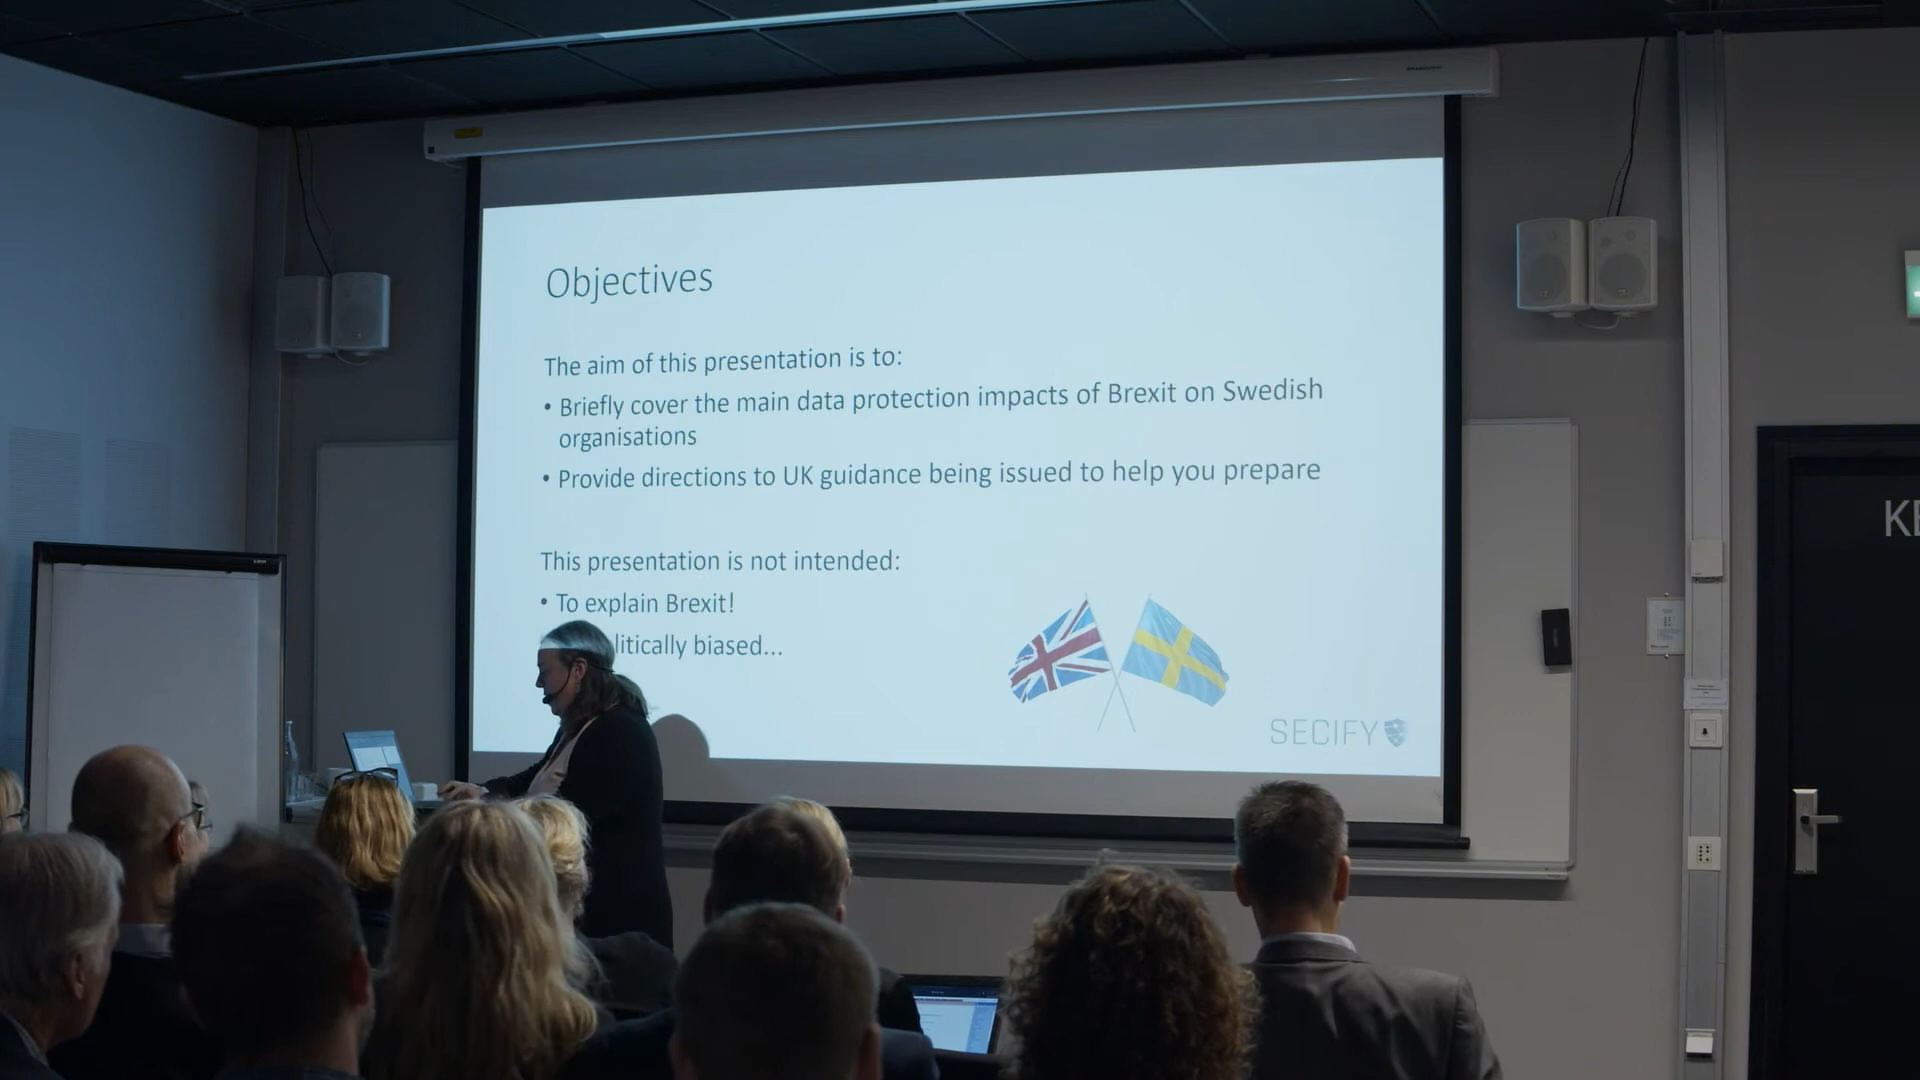 Objectives
The aim of this presentation is to:
• Briefly cover the main data protection impacts of Brexit on Swedish
organisations
• Provide directions to UK guidance being issued to help you prepare
This presentation is not intended:
• To explain Brexit!
litically biased...
SECIFY
KE